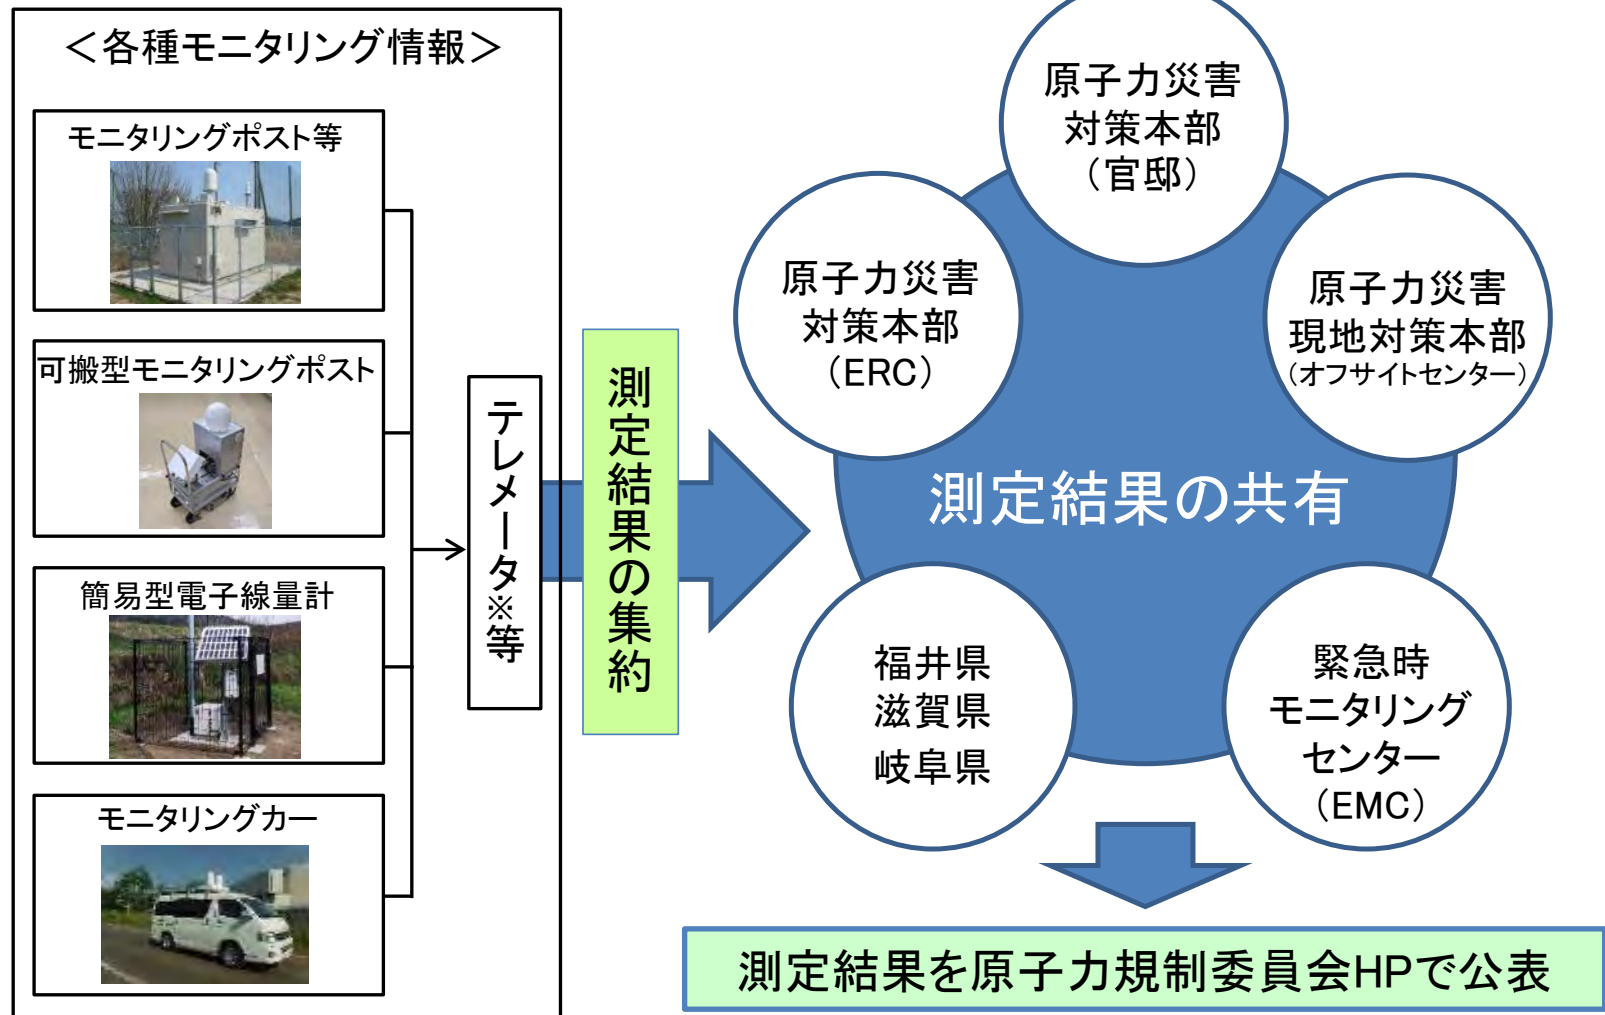 ＜各種モニタリング情報＞
モニタリングポスト等
可搬型モニタリングポスト
簡易型電子線量計
モニタリングカー
テレメータ※等
測定結果の集約
原子力災害
対策本部
（官邸）
原子力災害
対策本部
（ERC）
原子力災害
現地対策本部
（オフサイトセンター）
測定結果の共有
福井県
滋賀県
岐阜県
緊急時
モニタリング
センター
（EMC）
測定結果を原子力規制委員会HPで公表